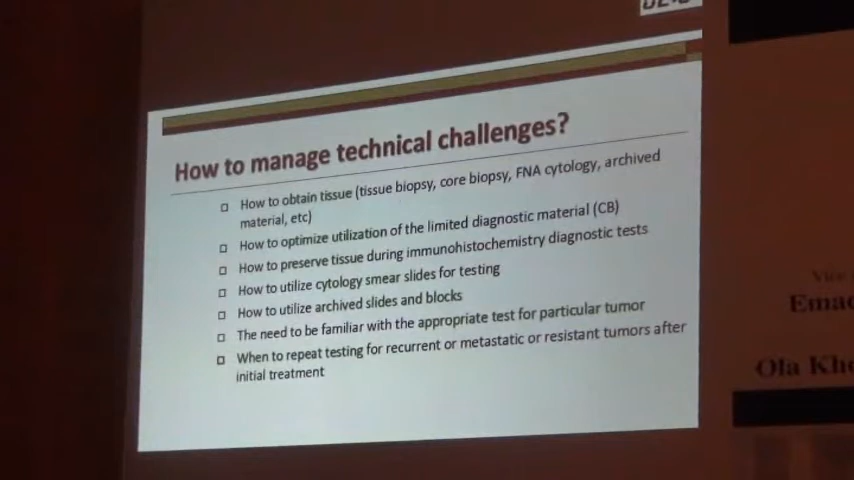 How to manage technical challenges?
How to obtain tissue (tissue biopsy, core biopsy, FNA cytology, archived
material, etc)
How to optimize utilization of the limited diagnostic material (CB)
How to preserve tissue during immunohistochemistry diagnostic tests
How to utilize cytology smear slides for testing
How to utilize archived slides and blocks
The need to be familiar with the appropriate test for particular tumor
When to repeat testing for recurrent or metastatic or resistant tumors after
initial treatment
Vice
Emad
Ola Khe